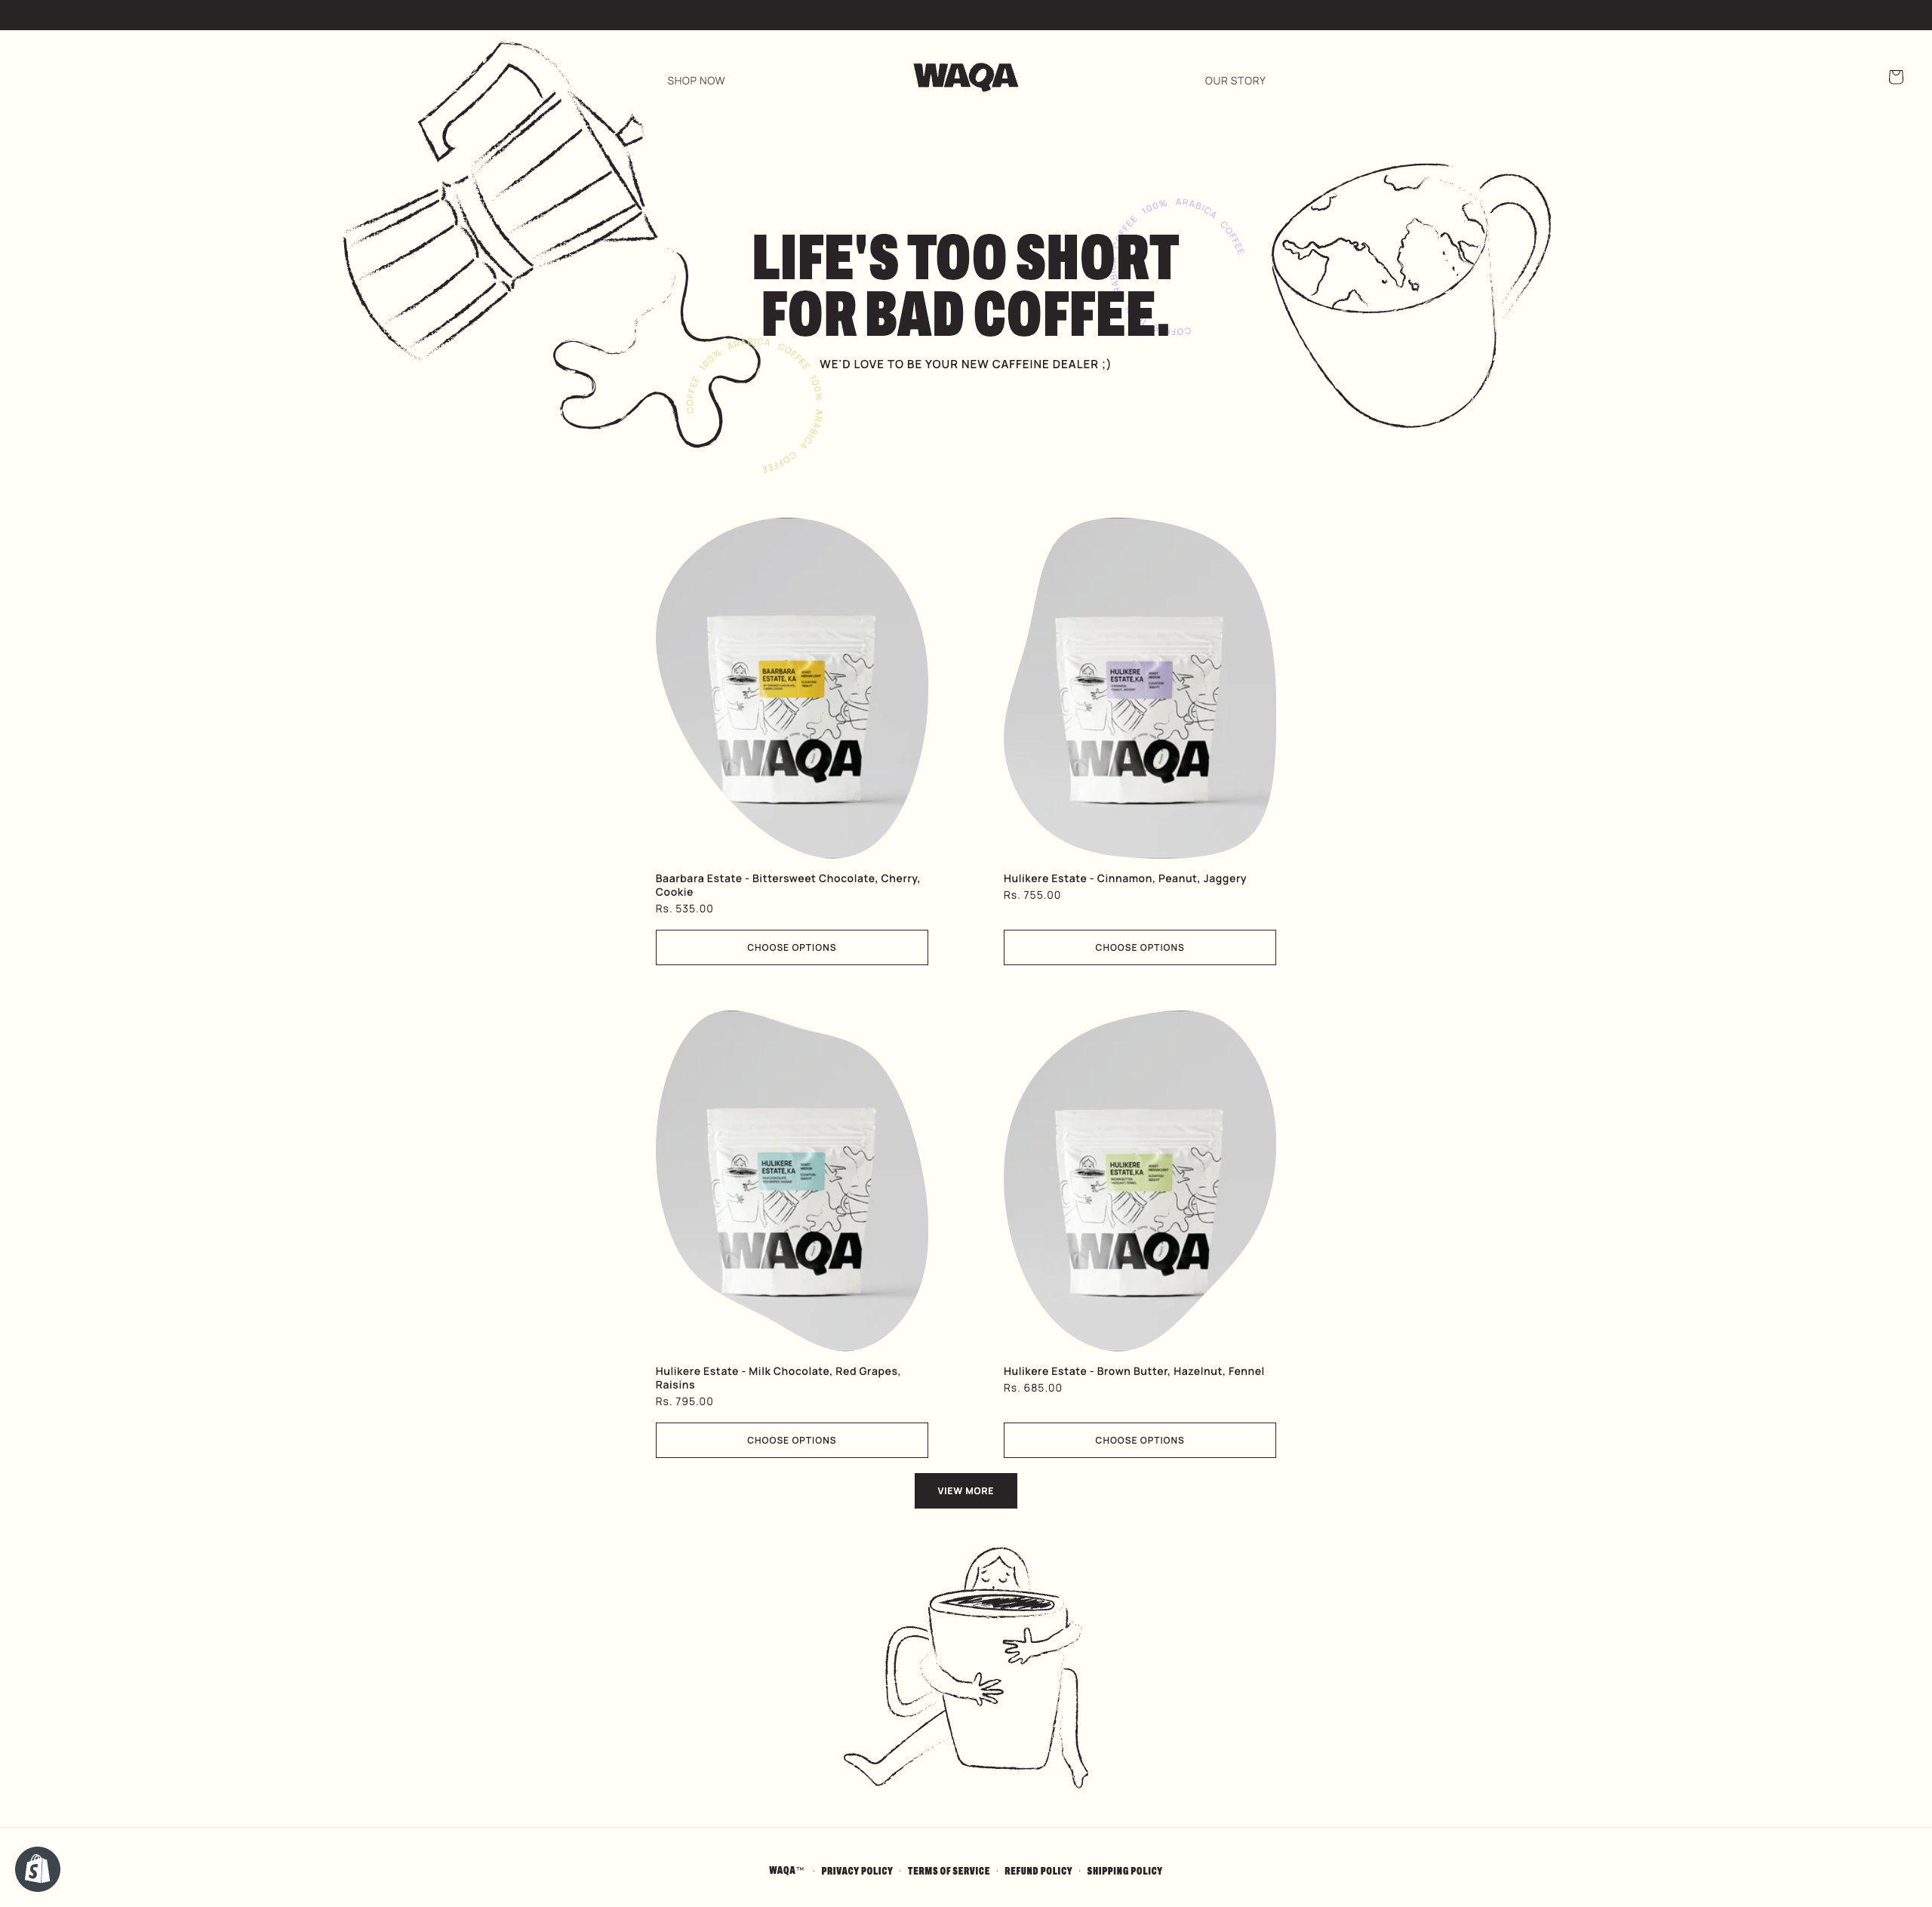 SHOP NOW
WAQA
OUR STORY
100% ARABICA COFFEE
LIFE'S TOO SHORT
FOR BAD COFFEE.
WE'D LOVE TO BE YOUR NEW CAFFEINE DEALER ;)
COFFEE 100% ARABICA COFFEE 100% ARABICA COFFEE
BAARBARA
ESTATE, KA
WAQA
HULIKERE
ESTATE,KA
WAQA
Baarbara Estate - Bittersweet Chocolate, Cherry,
Cookie
Rs. 535.00
CHOOSE OPTIONS
Hulikere Estate - Cinnamon, Peanut, Jaggery
Rs. 755.00
CHOOSE OPTIONS
HULIKERE
ESTATE,KA
WAQA
HULIKERE
ESTATE,KA
WAQA
Hulikere Estate - Milk Chocolate, Red Grapes,
Raisins
Rs. 795.00
CHOOSE OPTIONS
Hulikere Estate - Brown Butter, Hazelnut, Fennel
Rs. 685.00
CHOOSE OPTIONS
VIEW MORE
WAQA™ · PRIVACY POLICY · TERMS OF SERVICE · REFUND POLICY · SHIPPING POLICY